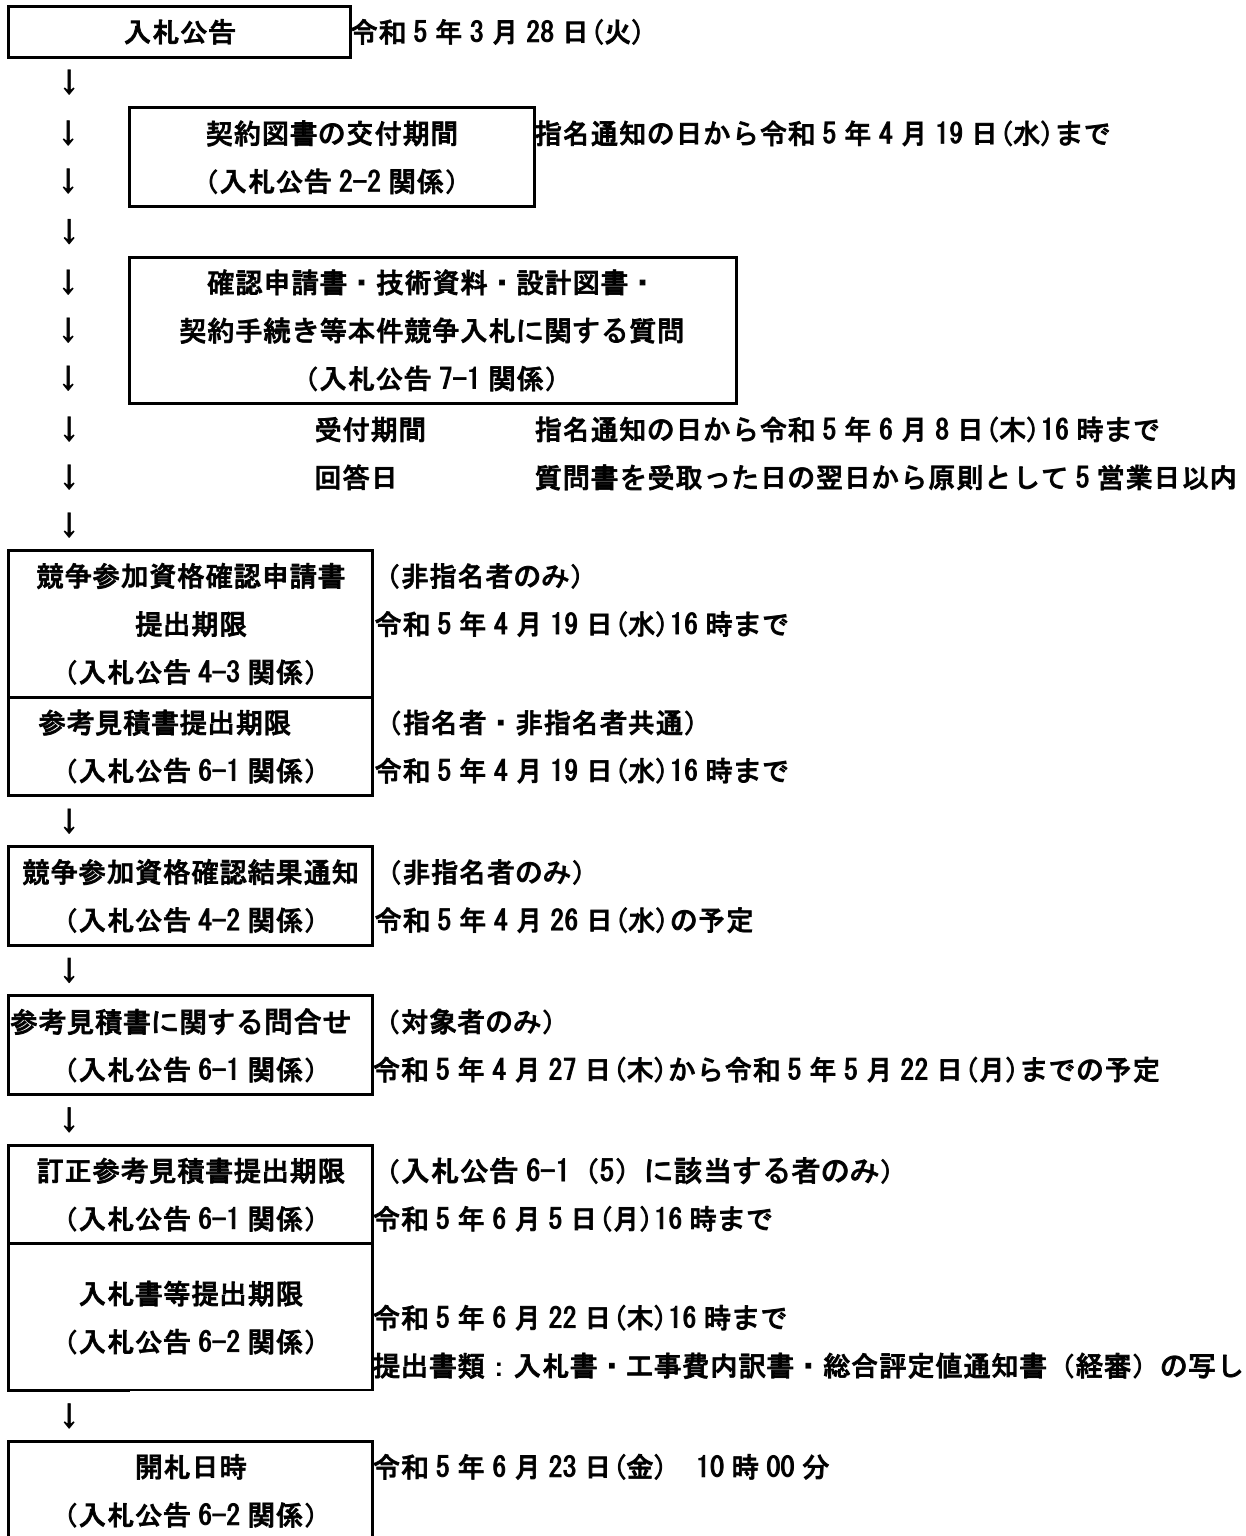 入札公告 令和5年3月28日(火)
↓
↓ 契約図書の交付期間 指名通知の日から令和5年4月19日(水)まで
↓ （入札公告2-2関係）
↓
↓ 確認申請書・技術資料・設計図書・
↓ 契約手続き等本件競争入札に関する質問
↓ （入札公告7-1関係）
↓ 受付期間 指名通知の日から令和5年6月8日(木)16時まで
↓ 回答日 質問書を受取った日の翌日から原則として5営業日以内
↓
競争参加資格確認申請書 （非指名者のみ）
提出期限 令和5年4月19日(水)16時まで
（入札公告4-3関係）
参考見積書提出期限 （指名者・非指名者共通）
（入札公告6-1関係） 令和5年4月19日(水)16時まで
↓
競争参加資格確認結果通知 （非指名者のみ）
（入札公告4-2関係） 令和5年4月26日(水)の予定
↓
参考見積書に関する問合せ （対象者のみ）
（入札公告6-1関係） 令和5年4月27日(木)から令和5年5月22日(月)までの予定
↓
訂正参考見積書提出期限 （入札公告6-1（5）に該当する者のみ）
（入札公告6-1関係） 令和5年6月5日(月)16時まで
入札書等提出期限
令和5年6月22日(木)16時まで
（入札公告6-2関係）
提出書類：入札書・工事費内訳書・総合評定値通知書（経審）の写し
↓
開札日時 令和5年6月23日(金) 10時00分
（入札公告6-2関係）